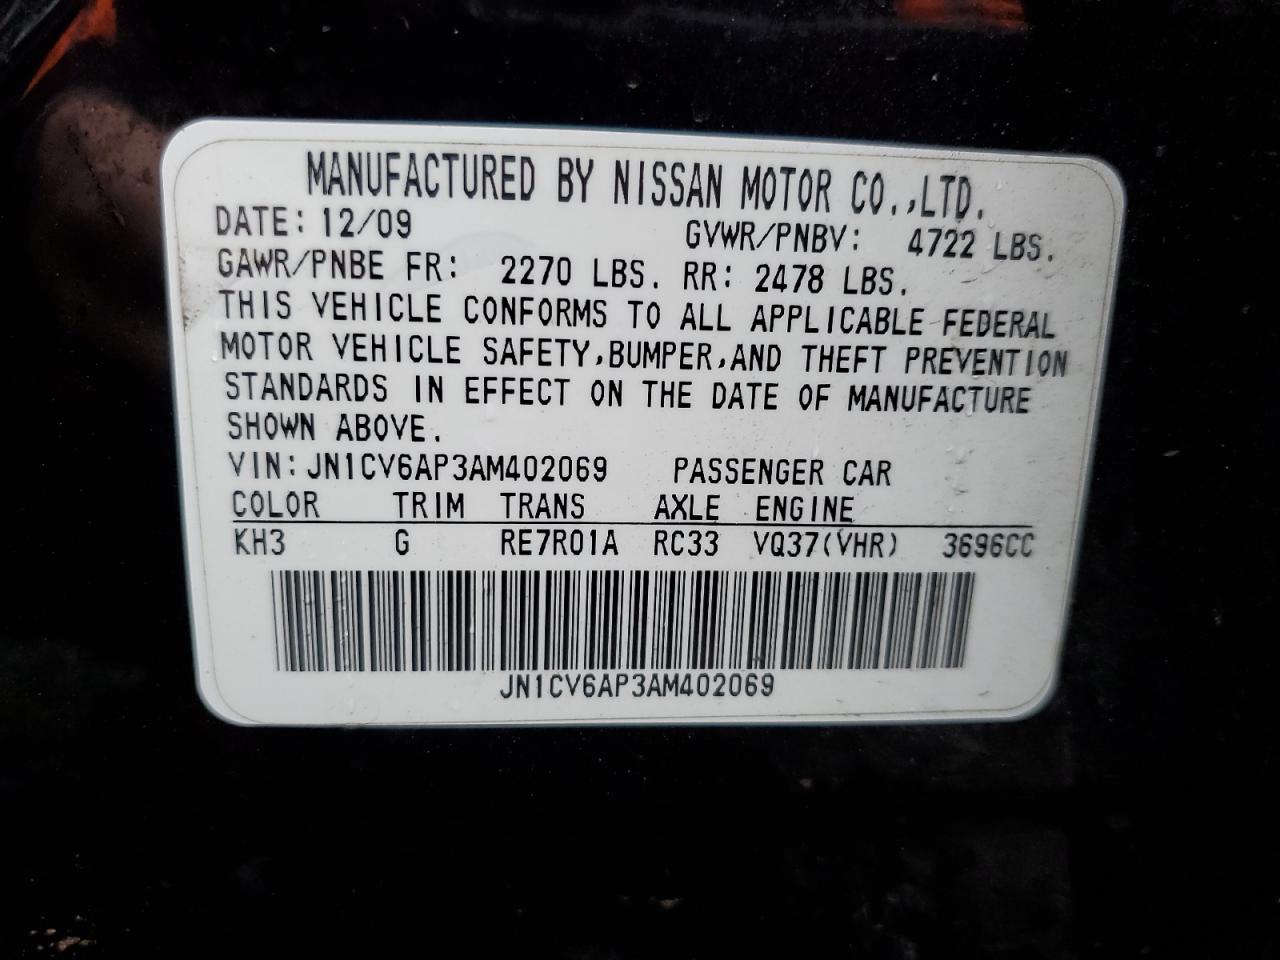 MANUFACTURED BY NISSAN MOTOR CO.,LTD.
DATE: 12/09 GVWR/PNBV: 4722 LBS.
GAWR/PNBE FR: 2270 LBS. RR: 2478 LBS.
THIS VEHICLE CONFORMS TO ALL APPLICABLE FEDERAL
MOTOR VEHICLE SAFETY,BUMPER,AND THEFT PREVENTION
STANDARDS IN EFFECT ON THE DATE OF MANUFACTURE
SHOWN ABOVE.
VIN: JN1CV6AP3AM402069 PASSENGER CAR
COLOR TRIM TRANS AXLE ENGINE
KH3 G RE7R01A RC33 VQ37(VHR) 3696CC
JN1CV6AP3AM402069